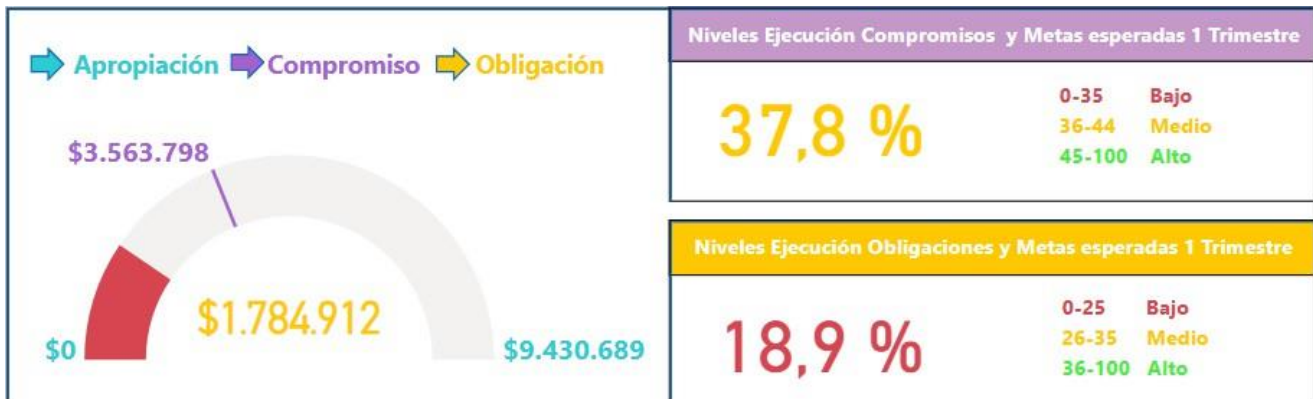 Apropiación Compromiso Obligación
$3.563.798
$1.784.912
$0
$9.430.689
Niveles Ejecución Compromisos y Metas esperadas 1 Trimestre
37,8 %
0-35 Bajo
36-44 Medio
45-100 Alto
Niveles Ejecución Obligaciones y Metas esperadas 1 Trimestre
18,9 %
0-25 Bajo
26-35 Medio
36-100 Alto